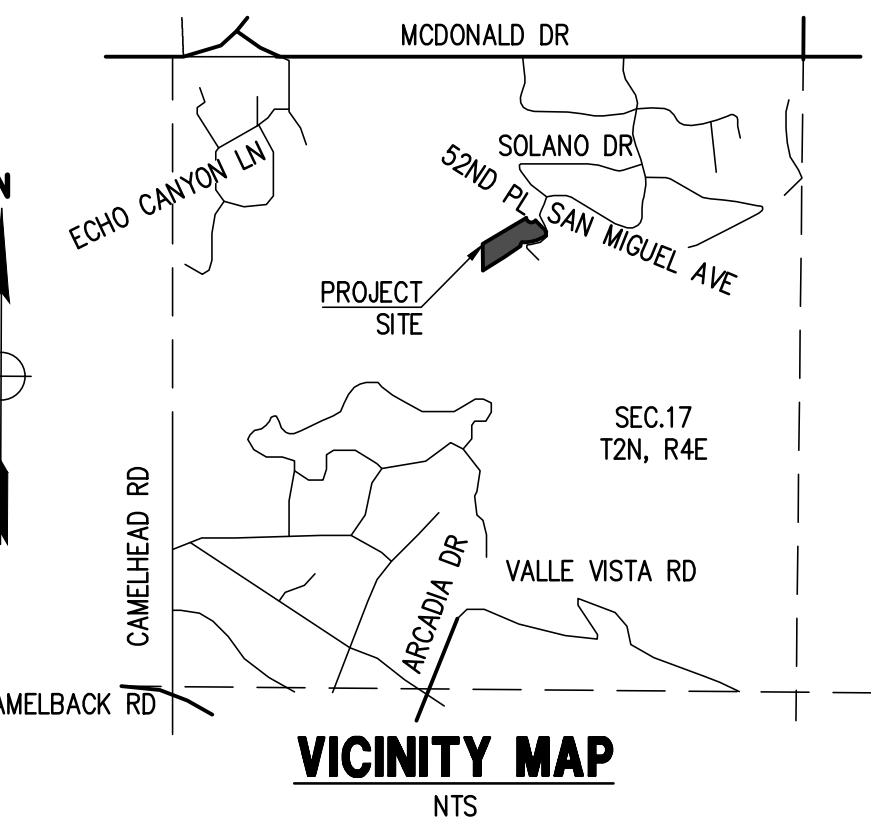 MCDONALD DR
SOLANO DR
52ND PL
ECHO CANYON LN
N
SAN MIGUEL AVE
PROJECT
SITE
SEC.17
T2N, R4E
CAMELHEAD RD
ARCADIA DR
VALLE VISTA RD
AMELBACK RD
VICINITY MAP
NTS